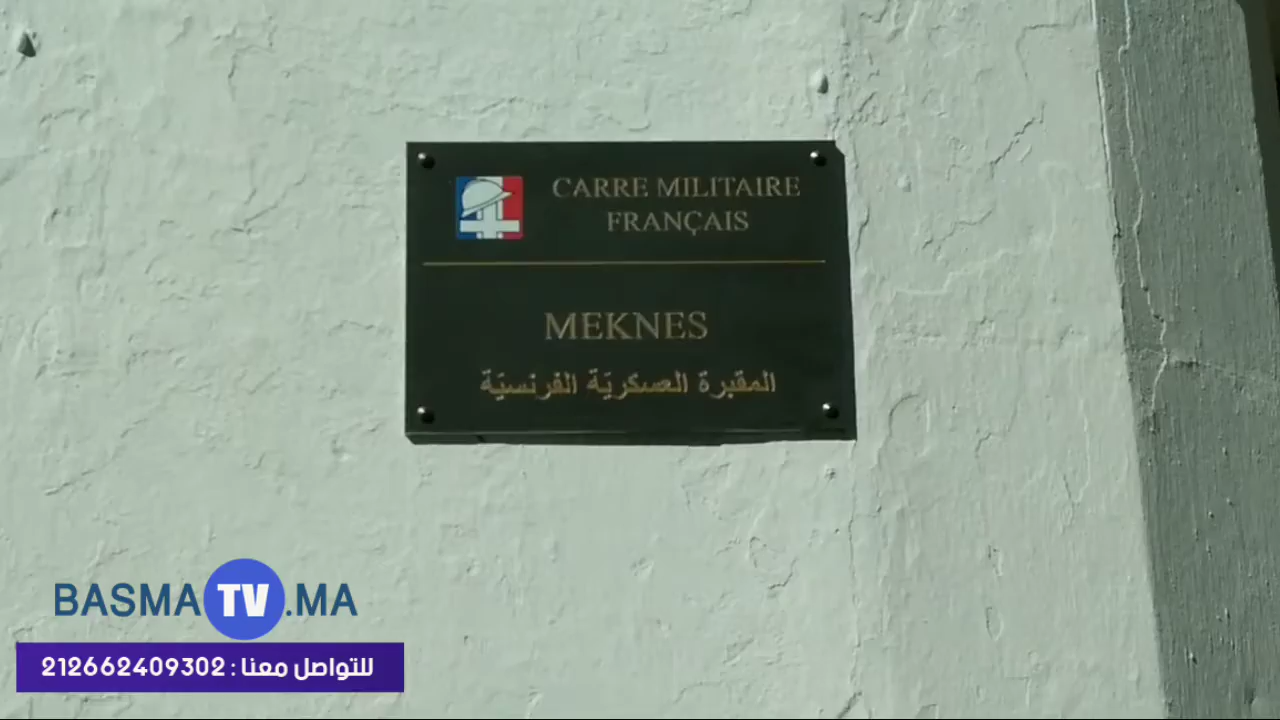 CARRE MILITAIRE
FRANÇAIS
MEKNES
المقبرة العسكريّة الفرنسيّة
BASMA TV .MA
للتواصل معنا : 212662409302